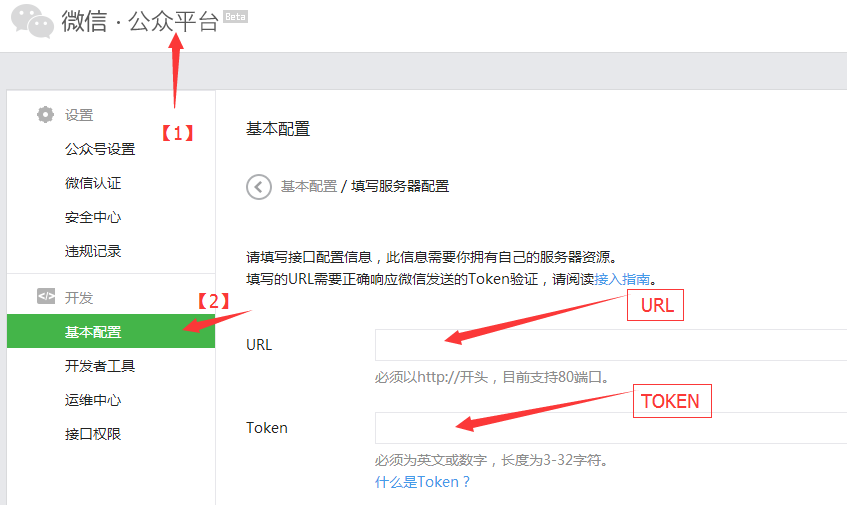 微信 · 公众平台 Beta
【1】
设置
公众号设置
微信认证
安全中心
违规记录
开发
【2】
基本配置
开发者工具
运维中心
接口权限
基本配置
基本配置 / 填写服务器配置
请填写接口配置信息，此信息需要你拥有自己的服务器资源。
填写的URL需要正确响应微信发送的Token验证，请阅读接入指南。
URL
URL
必须以http://开头，目前支持80端口。
TOKEN
Token
必须为英文或数字，长度为3-32字符。
什么是Token？